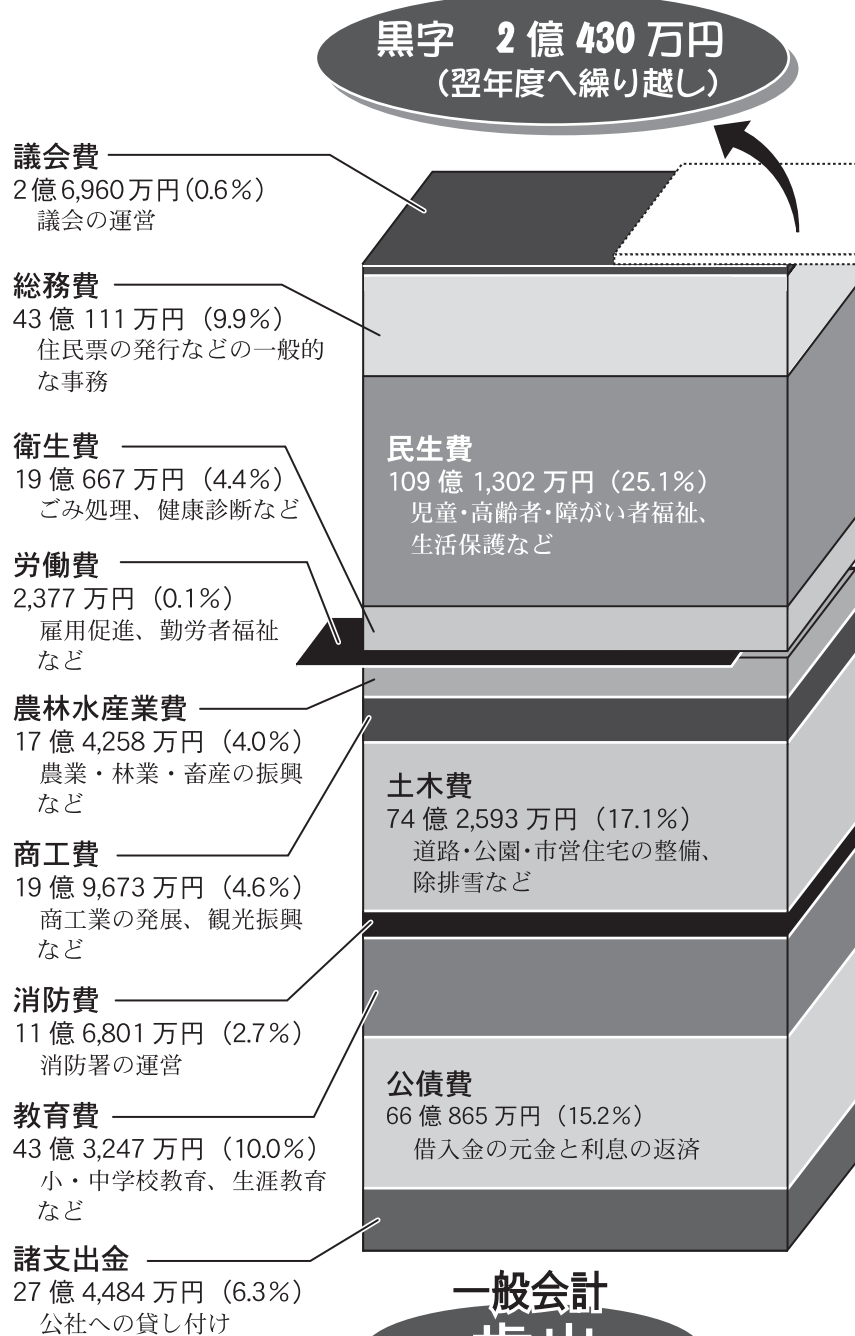 黒字 2億430万円
(翌年度へ繰り越し)
議会費
2億6,960万円(0.6%)
議会の運営
総務費
43億111万円(9.9%)
住民票の発行などの一般的
な事務
衛生費
19億667万円(4.4%)
ごみ処理、健康診断など
労働費
2,377万円(0.1%)
雇用促進、勤労者福祉
など
農林水産業費
17億4,258万円(4.0%)
農業・林業・畜産の振興
など
商工費
19億9,673万円(4.6%)
商工業の発展、観光振興
など
消防費
11億6,801万円(2.7%)
消防署の運営
教育費
43億3,247万円(10.0%)
小・中学校教育、生涯教育
など
諸支出金
27億4,484万円(6.3%)
公社への貸し付け
民生費
109億1,302万円(25.1%)
児童・高齢者・障がい者福祉、
生活保護など
土木費
74億2,593万円(17.1%)
道路・公園・市営住宅の整備、
除排雪など
公債費
66億865万円(15.2%)
借入金の元金と利息の返済
一般会計